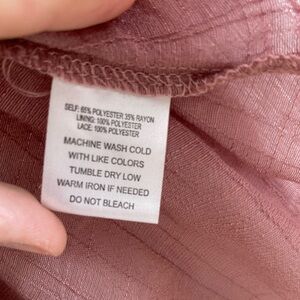 SELF: 65% POLYESTER 35% RAYON
LINING: 100% POLYESTER
LACE: 100% POLYESTER
MACHINE WASH COLD
WITH LIKE COLORS
TUMBLE DRY LOW
WARM IRON IF NEEDED
DO NOT BLEACH